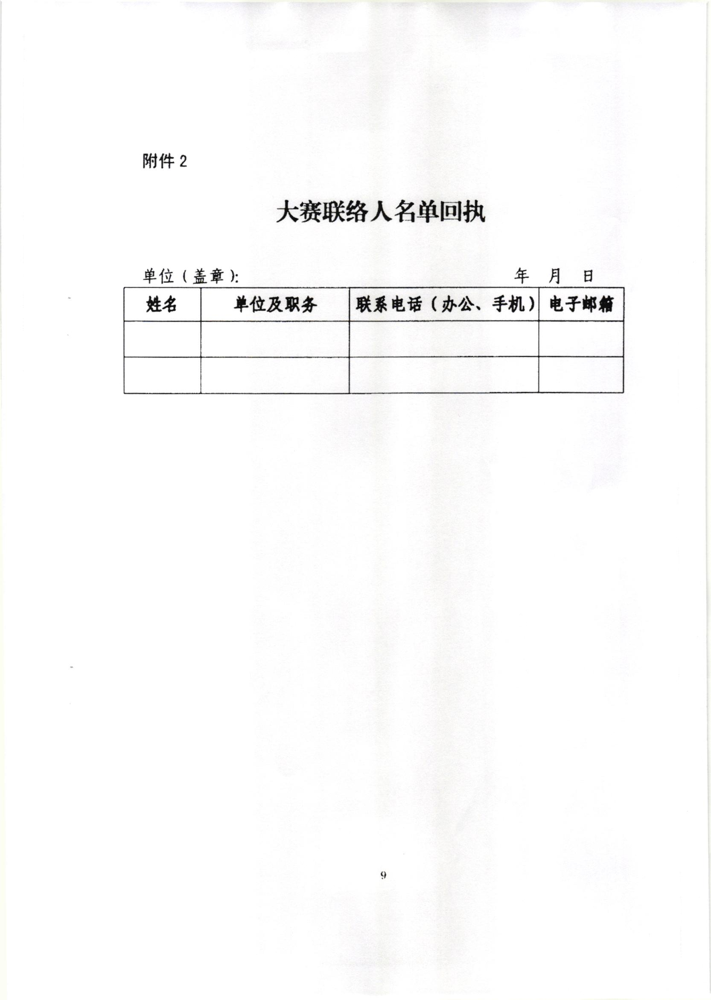 附件2
大赛联络人名单回执
单位(盖章): 年 月 日
姓名 单位及职务 联系电话(办公、手机) 电子邮箱
9